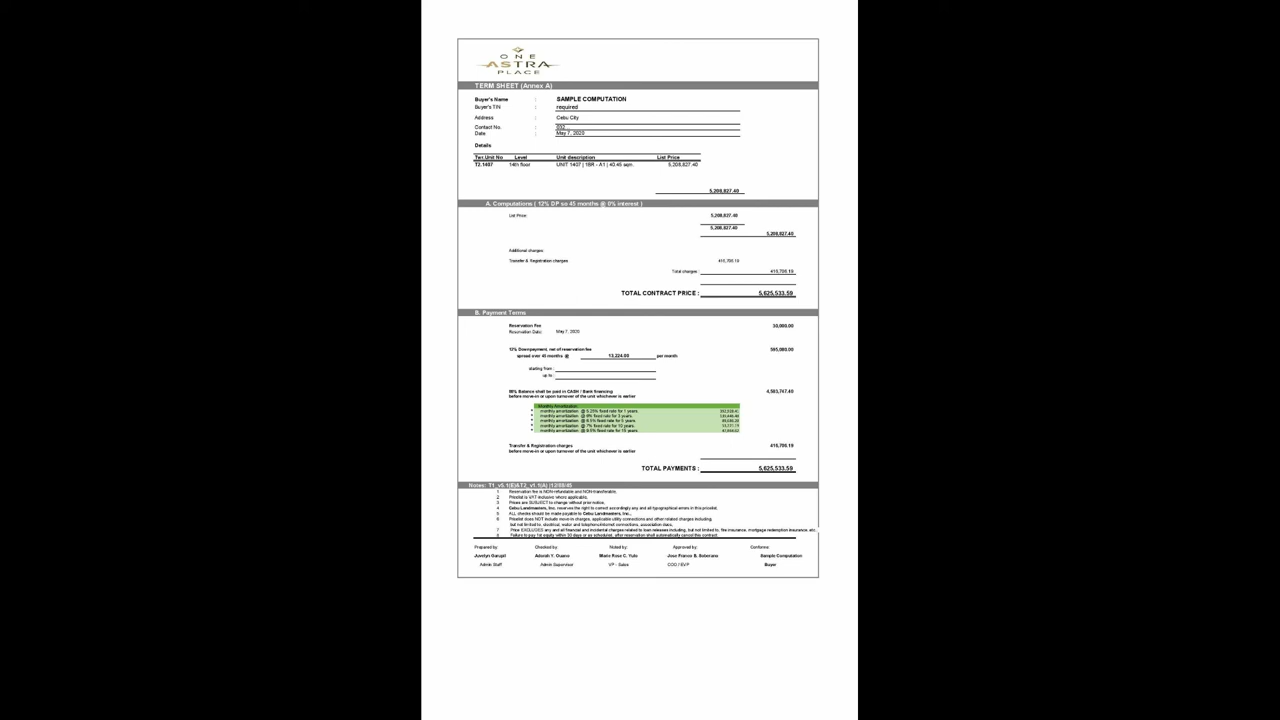 ONE
ASTRA
PLACE
TERM SHEET (Annex A)
Buyer's Name : SAMPLE COMPUTATION
Buyer's TIN : required
Address : Cebu City
Contact No. :
Date : May 7, 2020
Details
Twr.Unit No Level Unit description List Price
T2.1407 14th floor UNIT 1407 | 1BR - A1 | 40.45 sqm. 5,208,827.40
5,208,827.40
A. Computations ( 12% DP so 45 months @ 0% interest )
List Price: 5,208,827.40
5,208,827.40
5,208,827.40
Additional charges:
Transfer & Registration charges 416,706.19
Total charges : 416,706.19
TOTAL CONTRACT PRICE : 5,625,533.59
B. Payment Terms
Reservation Fee 30,000.00
Reservation Date: May 7, 2020
12% Downpayment, net of reservation fee 595,080.00
spread over 45 months @ 13,224.00 per month
starting from :
up to :
Balance shall be paid in CASH / Bank financing 4,583,747.40
before move-in or upon turnover of the unit whichever is earlier
Monthly Amortization:
* monthly amortization @ 5.25% fixed rate for 1 years.
* monthly amortization @ 6% fixed rate for 3 years.
* monthly amortization @ 6.5% fixed rate for 5 years.
* monthly amortization @ 7% fixed rate for 10 years.
* monthly amortization @ 8.5% fixed rate for 15 years.
Transfer & Registration charges 416,706.19
before move-in or upon turnover of the unit whichever is earlier
TOTAL PAYMENTS : 5,625,533.59
Notes:
1 Reservation fee is NON-refundable and NON-transferable.
2 Pricelist is VAT inclusive where applicable.
3 Prices are SUBJECT to change without prior notice.
4 Cebu Landmasters, Inc. reserves the right to correct accordingly any and all typographical errors in this pricelist.
5 ALL checks should be made payable to Cebu Landmasters, Inc..
6 Pricelist does NOT include move-in charges, applicable utility connections and other related charges including,
but not limited to, electrical, water and telephone/internet connections, association dues.
7 Price EXCLUDES any and all financial and incidental charges related to loan releases including, but not limited to, fire insurance, mortgage redemption insurance, etc.
8 Failure to pay 1st equity within 30 days or as scheduled, after reservation shall automatically cancel this contract.
Prepared by: Checked by: Noted by: Approved by: Conforme:
Juvelyn Garupil Adorah Y. Ouano Marie Rose C. Yulo Jose Franco B. Soberano Sample Computation
Admin Staff Admin Supervisor VP - Sales COO / EVP Buyer